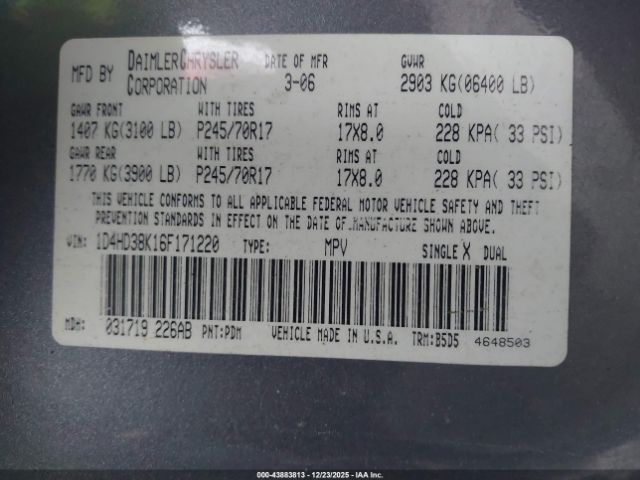 MFD BY DAIMLERCHRYSLER CORPORATION DATE OF MFR 3-06 GVWR 2903 KG(06400 LB)
GAWR FRONT WITH TIRES RIMS AT COLD
1407 KG(3100 LB) P245/70R17 17X8.0 228 KPA( 33 PSI)
GAWR REAR WITH TIRES RIMS AT COLD
1770 KG(3900 LB) P245/70R17 17X8.0 228 KPA( 33 PSI)
THIS VEHICLE CONFORMS TO ALL APPLICABLE FEDERAL MOTOR VEHICLE SAFETY AND THEFT
PREVENTION STANDARDS IN EFFECT ON THE DATE OF MANUFACTURE SHOWN ABOVE.
VIN: 1D4HD38K16F171220 TYPE: MPV SINGLE X DUAL
MDH: 031719 226AB PNT:PDM VEHICLE MADE IN U.S.A. TRM:B5D5 4648503
000-43883813 - 12/23/2025 - IAA Inc.